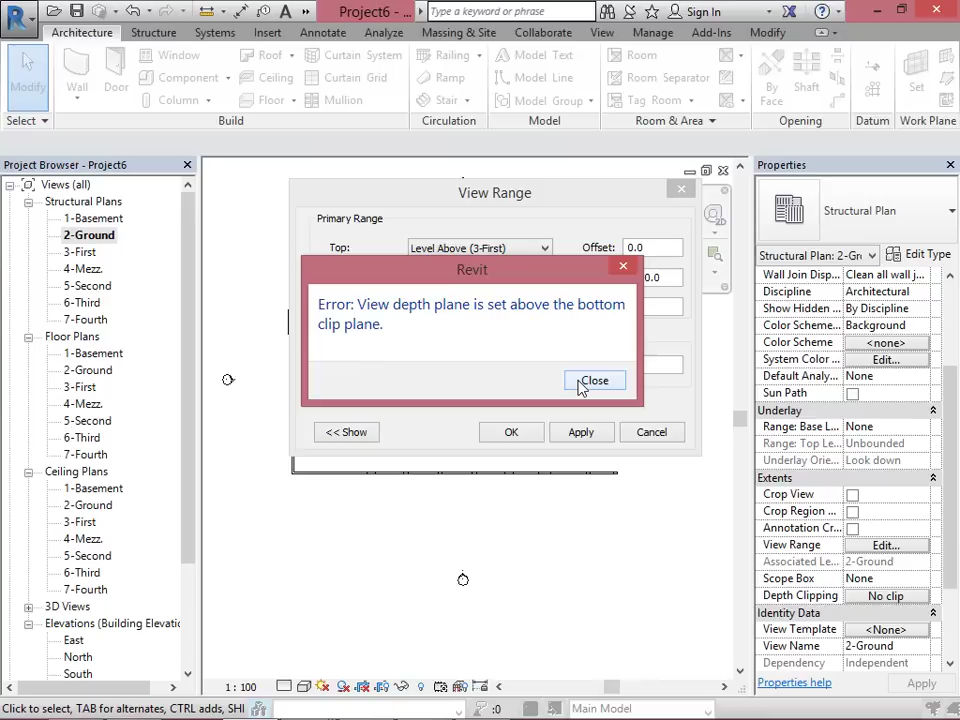 Project6 - ...
Type a keyword or phrase
Sign In
Architecture Structure Systems Insert Annotate Analyze Massing & Site Collaborate View Manage Add-Ins Modify
Modify
Wall
Door
Window
Component
Column
Roof
Ceiling
Floor
Curtain System
Curtain Grid
Mullion
Railing
Ramp
Stair
Model Text
Model Line
Model Group
Room
Room Separator
Tag Room
By Face
Shaft
Set
Select Build Circulation Model Room & Area Opening Datum Work Plane
Project Browser - Project6
Views (all)
Structural Plans
1-Basement
2-Ground
3-First
4-Mezz.
5-Second
6-Third
7-Fourth
Floor Plans
1-Basement
2-Ground
3-First
4-Mezz.
5-Second
6-Third
7-Fourth
Ceiling Plans
1-Basement
2-Ground
3-First
4-Mezz.
5-Second
6-Third
7-Fourth
3D Views
Elevations (Building Elevatio
East
North
South
View Range
Primary Range
Top: Level Above (3-First) Offset: 0.0
0.0
Revit
Error: View depth plane is set above the bottom
clip plane.
Close
<< Show OK Apply Cancel
2D
Properties
Structural Plan
Structural Plan: 2-Gr Edit Type
Wall Join Disp... Clean all wall j...
Discipline Architectural
Show Hidden By Discipline
Color Scheme... Background
Color Scheme <none>
System Color ... Edit...
Default Analy... None
Sun Path
Underlay
Range: Base L... None
Range: Top Le... Unbounded
Underlay Orie... Look down
Extents
Crop View
Crop Region ...
Annotation Cr...
View Range Edit...
Associated Le... 2-Ground
Scope Box None
Depth Clipping No clip
Identity Data
View Template <None>
View Name 2-Ground
Dependency Independent
Properties help Apply
1 : 100
Click to select, TAB for alternates, CTRL adds, SHI
:0
Main Model